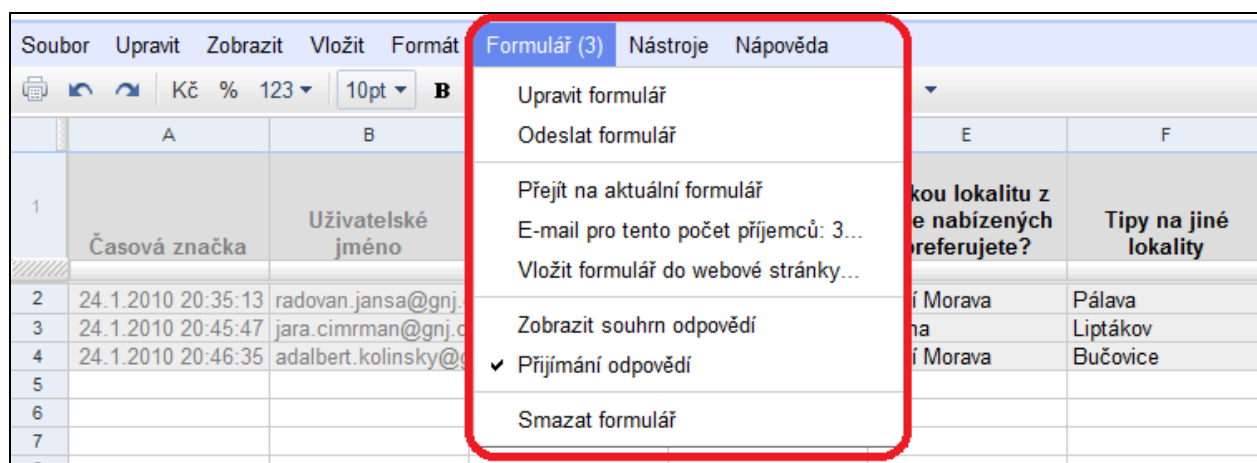 Soubor Upravit Zobrazit Vložit Formát Formulář (3) Nástroje Nápověda
Kč % 123 10pt B
Upravit formulář
Odeslat formulář
Přejít na aktuální formulář
E-mail pro tento počet příjemců: 3...
Vložit formulář do webové stránky...
Zobrazit souhrn odpovědí
Přijímání odpovědí
Smazat formulář
A B E F
1 Časová značka Uživatelské
jméno
kou lokalitu z
e nabízených
referujete?
Tipy na jiné
lokality
2 24.1.2010 20:35:13 radovan.jansa@gnj. í Morava Pálava
3 24.1.2010 20:45:47 jara.cimrman@gnj.c na Liptákov
4 24.1.2010 20:46:35 adalbert.kolinsky@g í Morava Bučovice
5
6
7